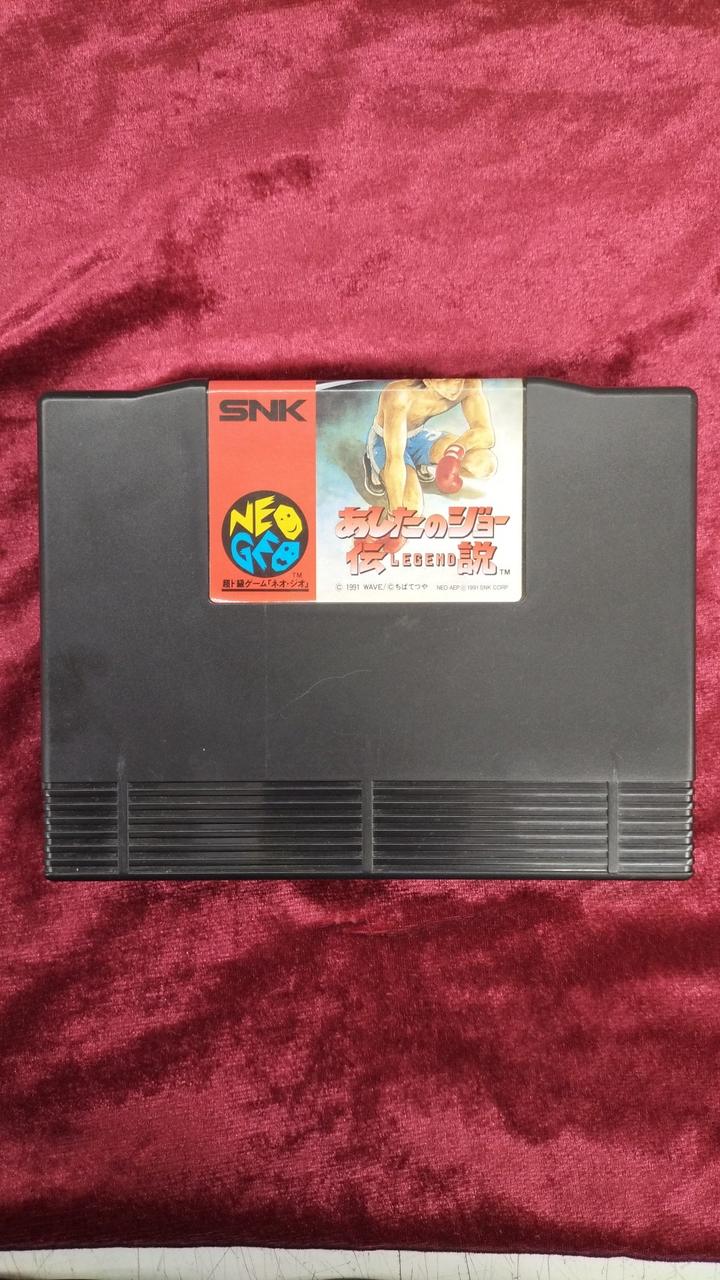 SNK
NEO
GEO
TM
超ド級ゲーム「ネオ・ジオ」
あしたのジョー
伝LEGEND説TM
© 1991 WAVE/©ちばてつや NEO-AEP © 1991 SNK CORP